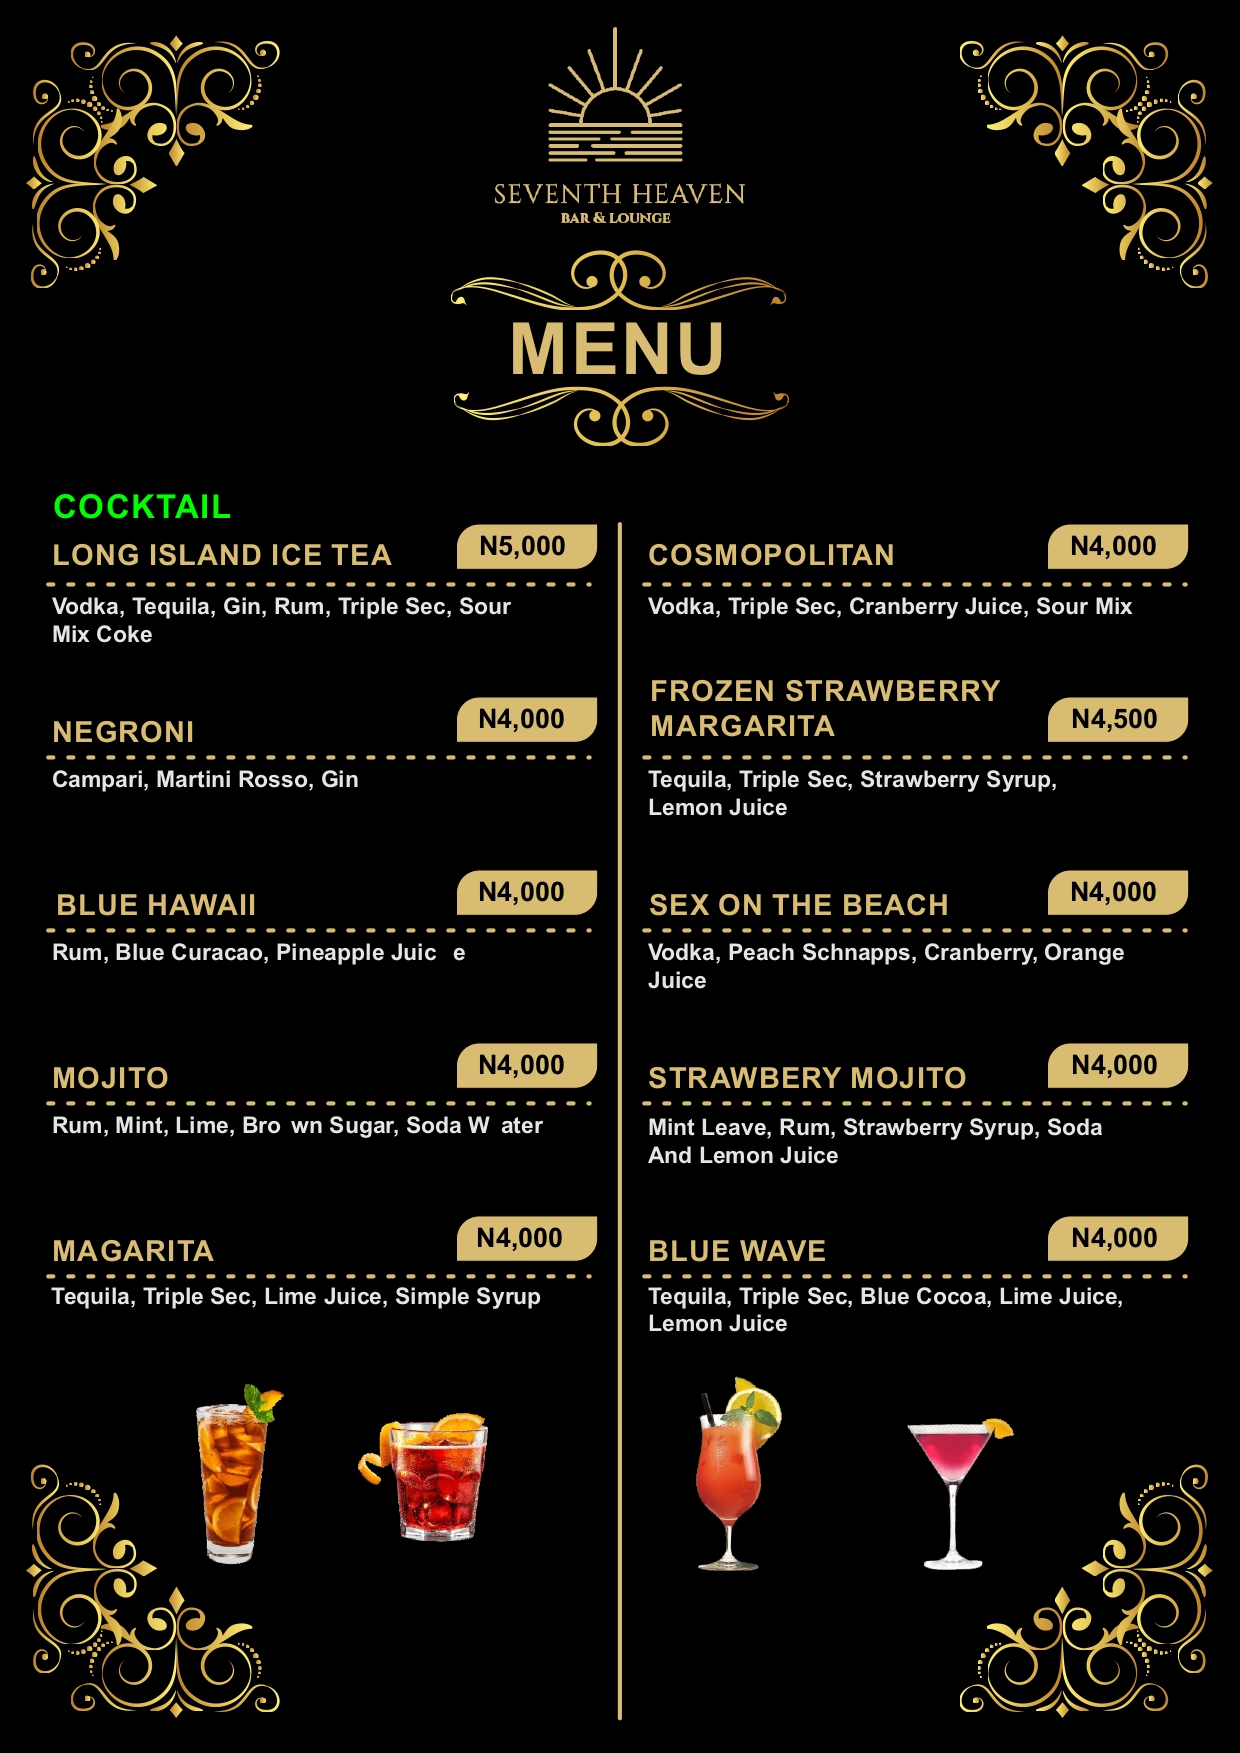 SEVENTH HEAVEN
BAR & LOUNGE
MENU
COCKTAIL
LONG ISLAND ICE TEA
N5,000
Vodka, Tequila, Gin, Rum, Triple Sec, Sour
Mix Coke
NEGRONI
N4,000
Campari, Martini Rosso, Gin
BLUE HAWAII
N4,000
Rum, Blue Curacao, Pineapple Juic e
MOJITO
N4,000
Rum, Mint, Lime, Bro wn Sugar, Soda W ater
MAGARITA
N4,000
Tequila, Triple Sec, Lime Juice, Simple Syrup
COSMOPOLITAN
N4,000
Vodka, Triple Sec, Cranberry Juice, Sour Mix
FROZEN STRAWBERRY
MARGARITA
N4,500
Tequila, Triple Sec, Strawberry Syrup,
Lemon Juice
SEX ON THE BEACH
N4,000
Vodka, Peach Schnapps, Cranberry, Orange
Juice
STRAWBERY MOJITO
N4,000
Mint Leave, Rum, Strawberry Syrup, Soda
And Lemon Juice
BLUE WAVE
N4,000
Tequila, Triple Sec, Blue Cocoa, Lime Juice,
Lemon Juice